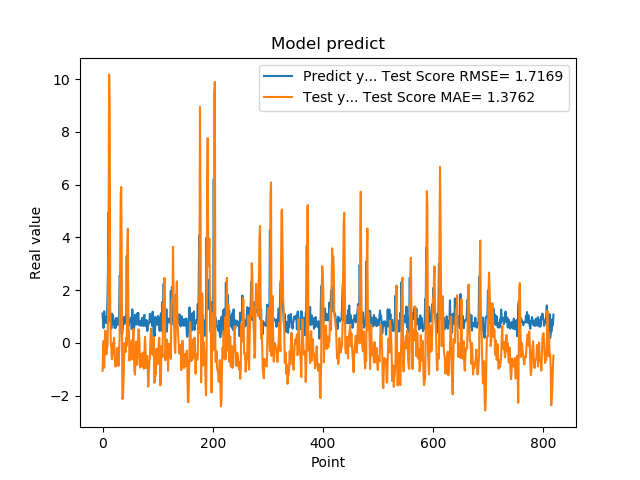 Model predict
Predict y... Test Score RMSE= 1.7169
Test y... Test Score MAE= 1.3762
Real value
10
8
6
4
2
0
−2
0 200 400 600 800
Point